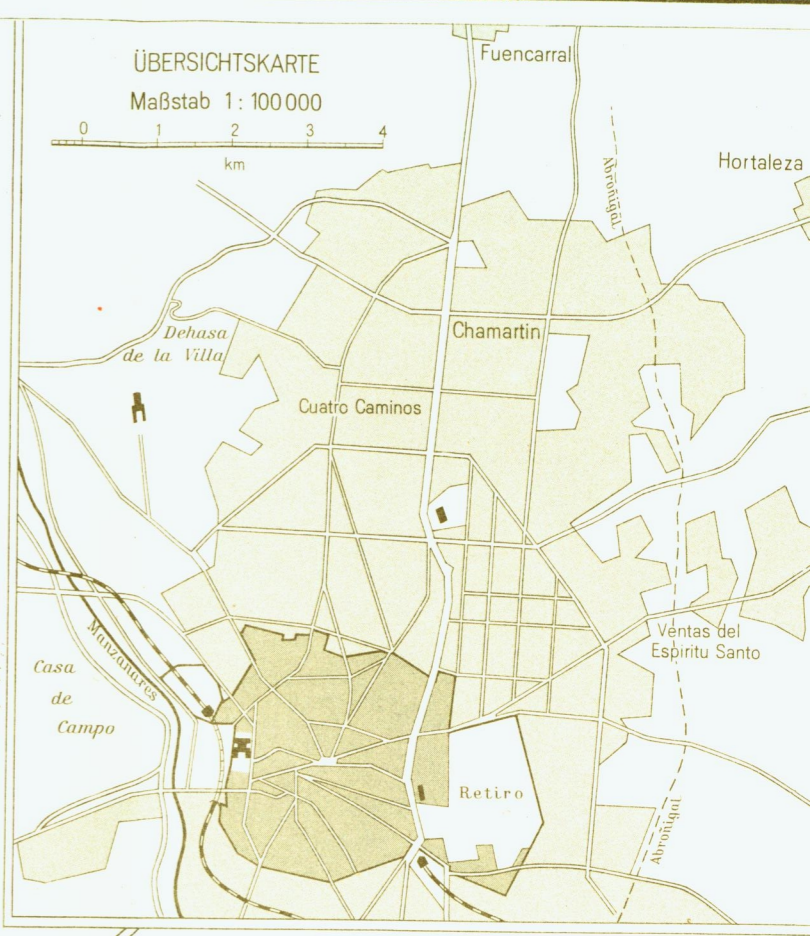 ÜBERSICHTSKARTE
Maßstab 1 : 100 000
0 1 2 3 4
km
Fuencarral
Hortaleza
Abroñigal
Chamartin
Dehasa
de la Villa
Cuatro Caminos
Ventas del
Espiritu Santo
Manzanares
Casa
de
Campo
Retiro
Abroñigal